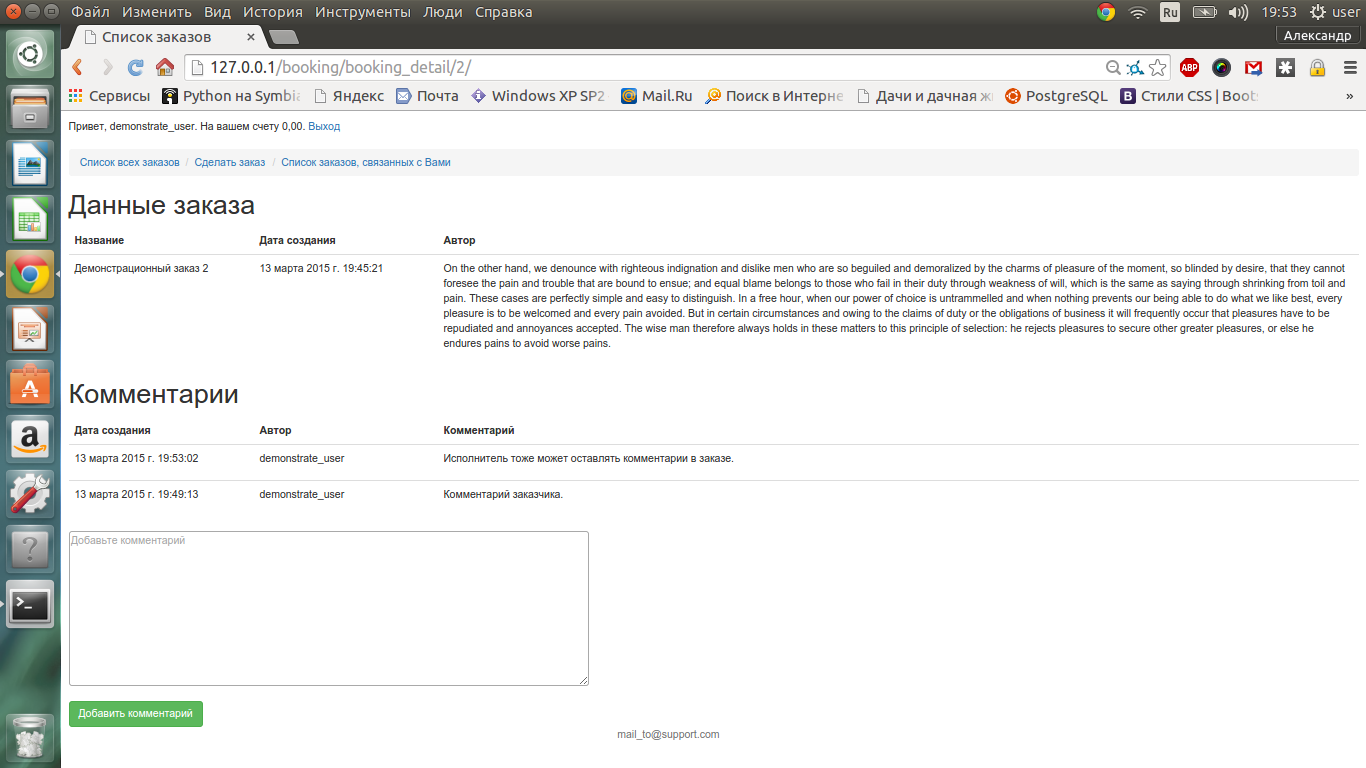 Файл Изменить Вид История Инструменты Люди Справка Ru 19:53 user
Список заказов Александр
127.0.0.1/booking/booking_detail/2/ ABP
Сервисы Python на Symbi Яндекс Почта Windows XP SP2 Mail.Ru Поиск в Интерне Дачи и дачная ж PostgreSQL Стили CSS | Boots »
Привет, demonstrate_user. На вашем счету 0,00. Выход
Список всех заказов / Сделать заказ / Список заказов, связанных с Вами
Данные заказа
Название Дата создания Автор
Демонстрационный заказ 2 13 марта 2015 г. 19:45:21 On the other hand, we denounce with righteous indignation and dislike men who are so beguiled and demoralized by the charms of pleasure of the moment, so blinded by desire, that they cannot
foresee the pain and trouble that are bound to ensue; and equal blame belongs to those who fail in their duty through weakness of will, which is the same as saying through shrinking from toil and
pain. These cases are perfectly simple and easy to distinguish. In a free hour, when our power of choice is untrammelled and when nothing prevents our being able to do what we like best, every
pleasure is to be welcomed and every pain avoided. But in certain circumstances and owing to the claims of duty or the obligations of business it will frequently occur that pleasures have to be
repudiated and annoyances accepted. The wise man therefore always holds in these matters to this principle of selection: he rejects pleasures to secure other greater pleasures, or else he
endures pains to avoid worse pains.
Комментарии
Дата создания Автор Комментарий
13 марта 2015 г. 19:53:02 demonstrate_user Исполнитель тоже может оставлять комментарии в заказе.
13 марта 2015 г. 19:49:13 demonstrate_user Комментарий заказчика.
Добавьте комментарий
Добавить комментарий
mail_to@support.com